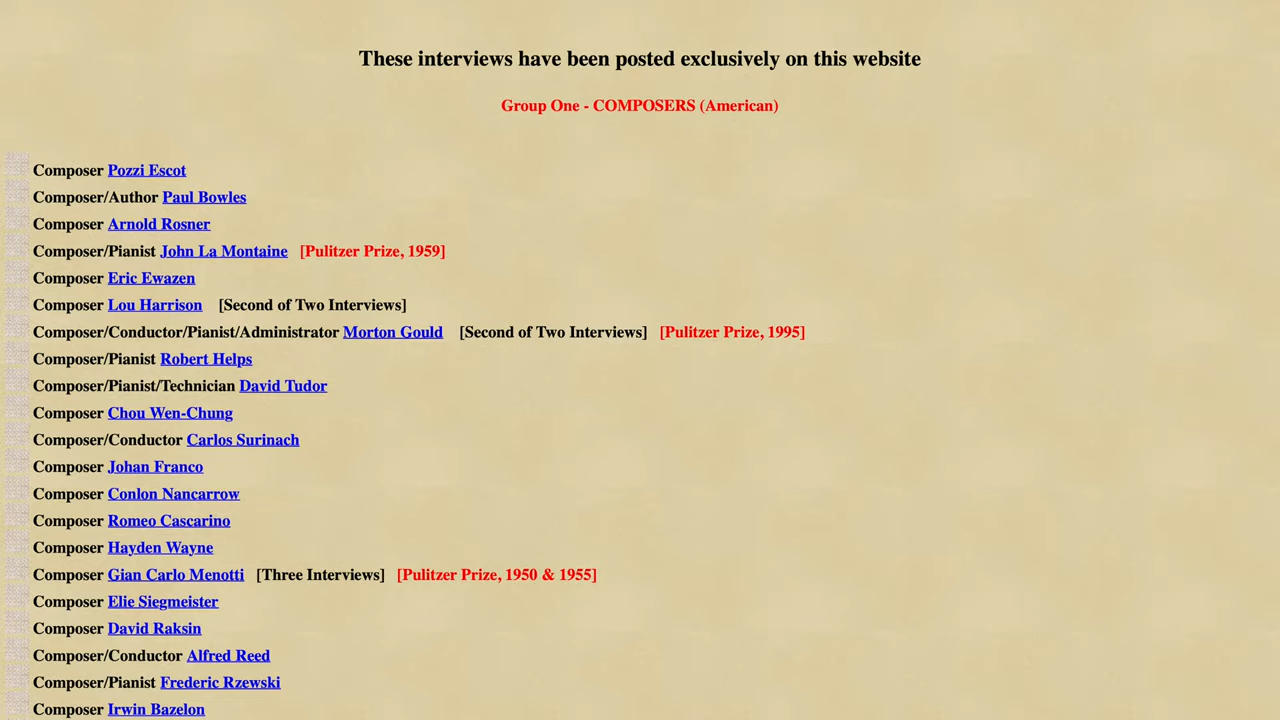 These interviews have been posted exclusively on this website
Group One - COMPOSERS (American)
Composer Pozzi Escot
Composer/Author Paul Bowles
Composer Arnold Rosner
Composer/Pianist John La Montaine [Pulitzer Prize, 1959]
Composer Eric Ewazen
Composer Lou Harrison [Second of Two Interviews]
Composer/Conductor/Pianist/Administrator Morton Gould [Second of Two Interviews] [Pulitzer Prize, 1995]
Composer/Pianist Robert Helps
Composer/Pianist/Technician David Tudor
Composer Chou Wen-Chung
Composer/Conductor Carlos Surinach
Composer Johan Franco
Composer Conlon Nancarrow
Composer Romeo Cascarino
Composer Hayden Wayne
Composer Gian Carlo Menotti [Three Interviews] [Pulitzer Prize, 1950 & 1955]
Composer Elie Siegmeister
Composer David Raksin
Composer/Conductor Alfred Reed
Composer/Pianist Frederic Rzewski
Composer Irwin Bazelon